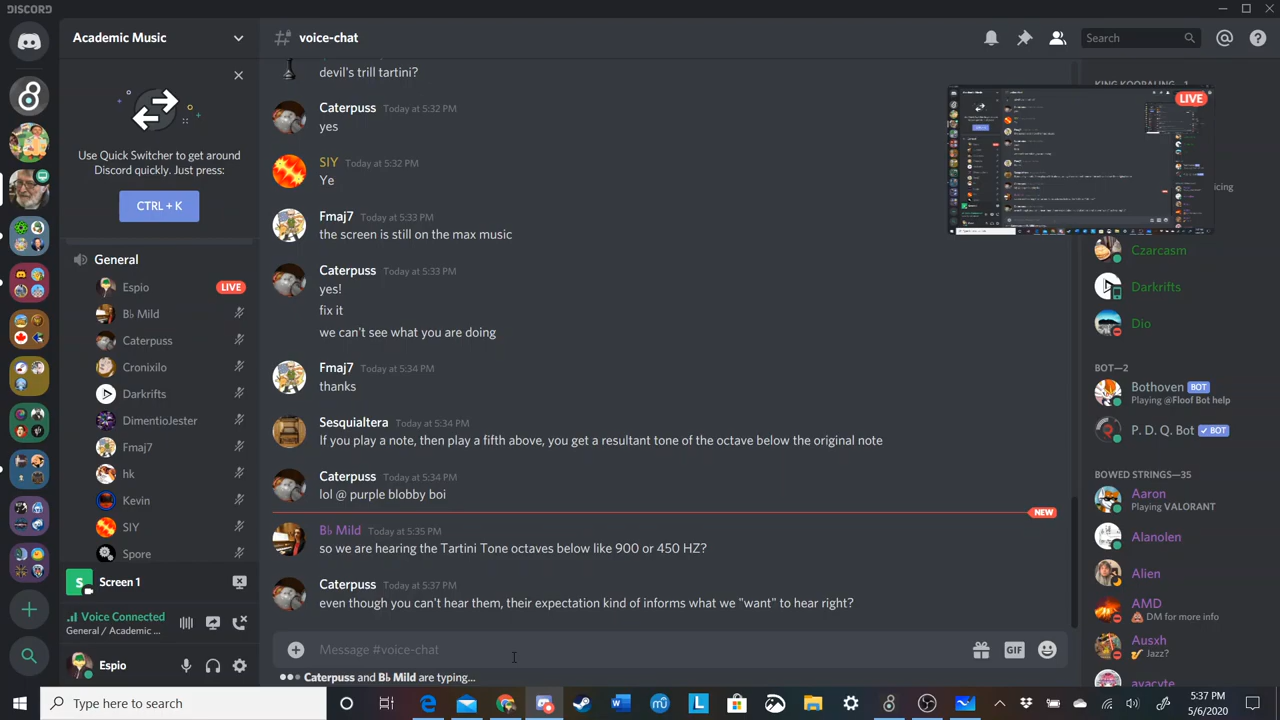 DISCORD
Academic Music
voice-chat
Search
Use Quick Switcher to get around
Discord quickly. Just press:
CTRL + K
General
Espio
LIVE
B♭ Mild
Caterpuss
Cronixilo
Darkrifts
DimentioJester
Fmaj7
hk
Kevin
SIY
Spore
S
Screen 1
Voice Connected
General / Academic ...
Espio
devil's trill tartini?
Caterpuss Today at 5:32 PM
yes
SIY Today at 5:32 PM
Ye
Fmaj7 Today at 5:33 PM
the screen is still on the max music
Caterpuss Today at 5:33 PM
yes!
fix it
we can't see what you are doing
Fmaj7 Today at 5:34 PM
thanks
Sesquialtera Today at 5:34 PM
If you play a note, then play a fifth above, you get a resultant tone of the octave below the original note
Caterpuss Today at 5:34 PM
lol @ purple blobby boi
NEW
B♭ Mild Today at 5:35 PM
so we are hearing the Tartini Tone octaves below like 900 or 450 HZ?
Caterpuss Today at 5:37 PM
even though you can't hear them, their expectation kind of informs what we "want" to hear right?
Message #voice-chat
GIF
Caterpuss and B♭ Mild are typing...
LIVE
Czarcasm
Darkrifts
Dio
BOT—2
Bothoven BOT
Playing @Floof Bot help
P. D. Q. Bot BOT
BOWED STRINGS—35
Aaron
Playing VALORANT
Alanolen
Alien
AMD
DM for more info
Ausxh
Jazz?
Type here to search
5:37 PM
5/6/2020